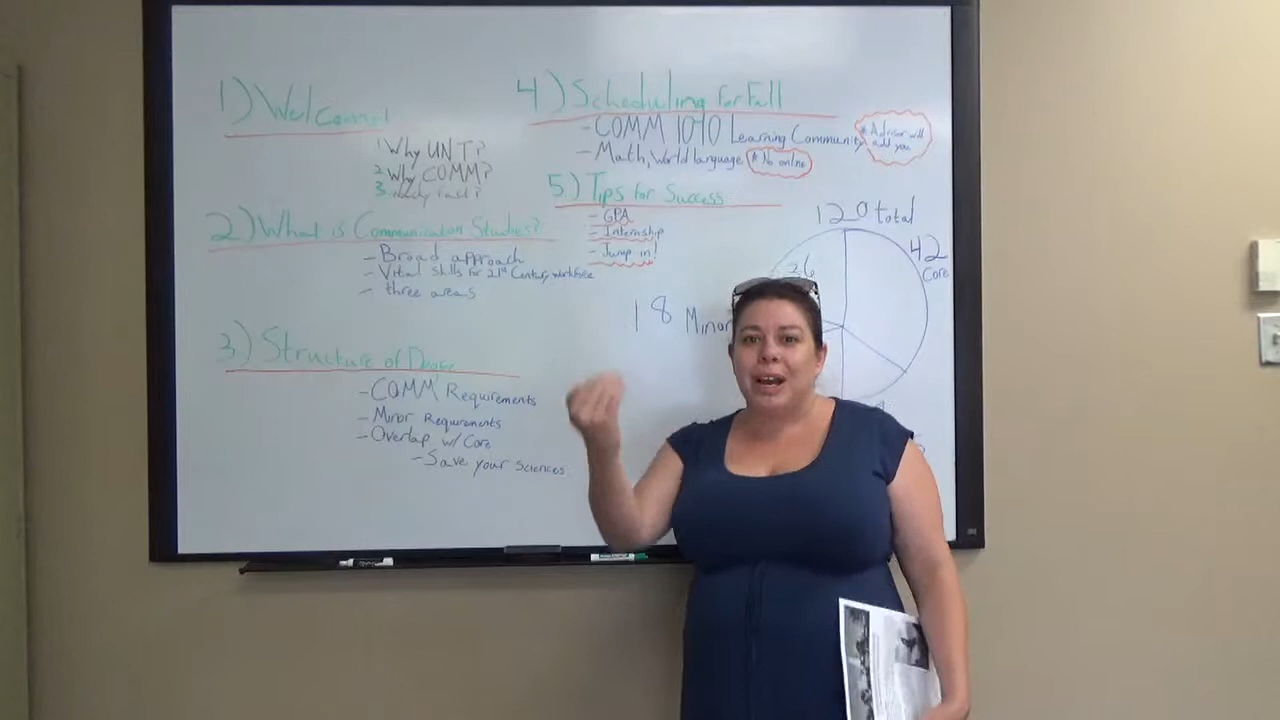 1) Welcome!
1 Why UNT?
2 Why COMM?
3.
2) What is Communication Studies?
- Broad approach
- Vital skills for 21st Century workforce
- three areas
3.) Structure of Degree
- COMM Requirements
- Minor Requirements
- Overlap w/ Core
- Save your sciences
4.) Scheduling for Fall
- COMM 1010 Learning Community
* Advisor will
add you
- Math, World language * No online
5.) Tips for Success
- GPA
- Internship
- Jump in!
120 total
42
Core
36
18 Minor